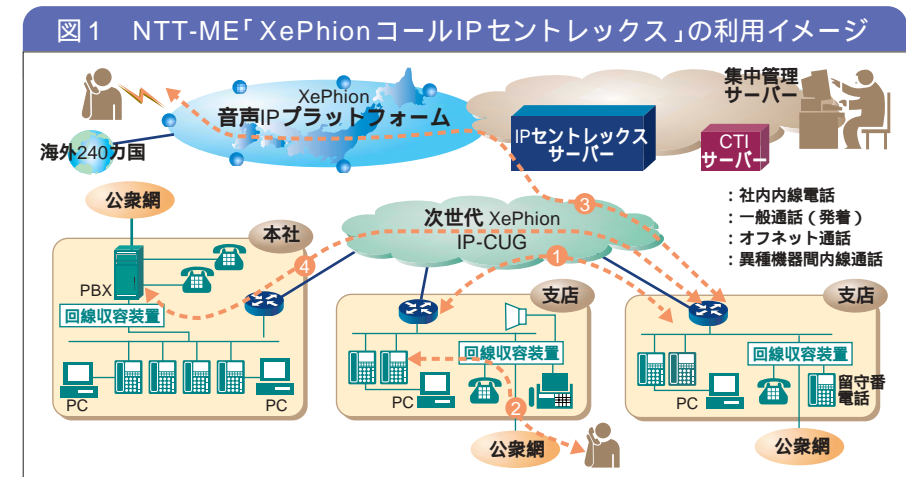 図1 NTT-ME「XePhionコールIPセントレックス」の利用イメージ
XePhion
音声IPプラットフォーム
集中管理
サーバー
IPセントレックス
サーバー
CTI
サーバー
海外240カ国
公衆網
次世代 XePhion
IP-CUG
③
:社内内線電話
:一般通話(発着)
:オフネット通話
:異種機器間内線通話
本社
④
①
PBX
回線収容装置
PC
PC
支店
回線収容装置
PC
②
公衆網
支店
回線収容装置
PC
留守番
電話
公衆網